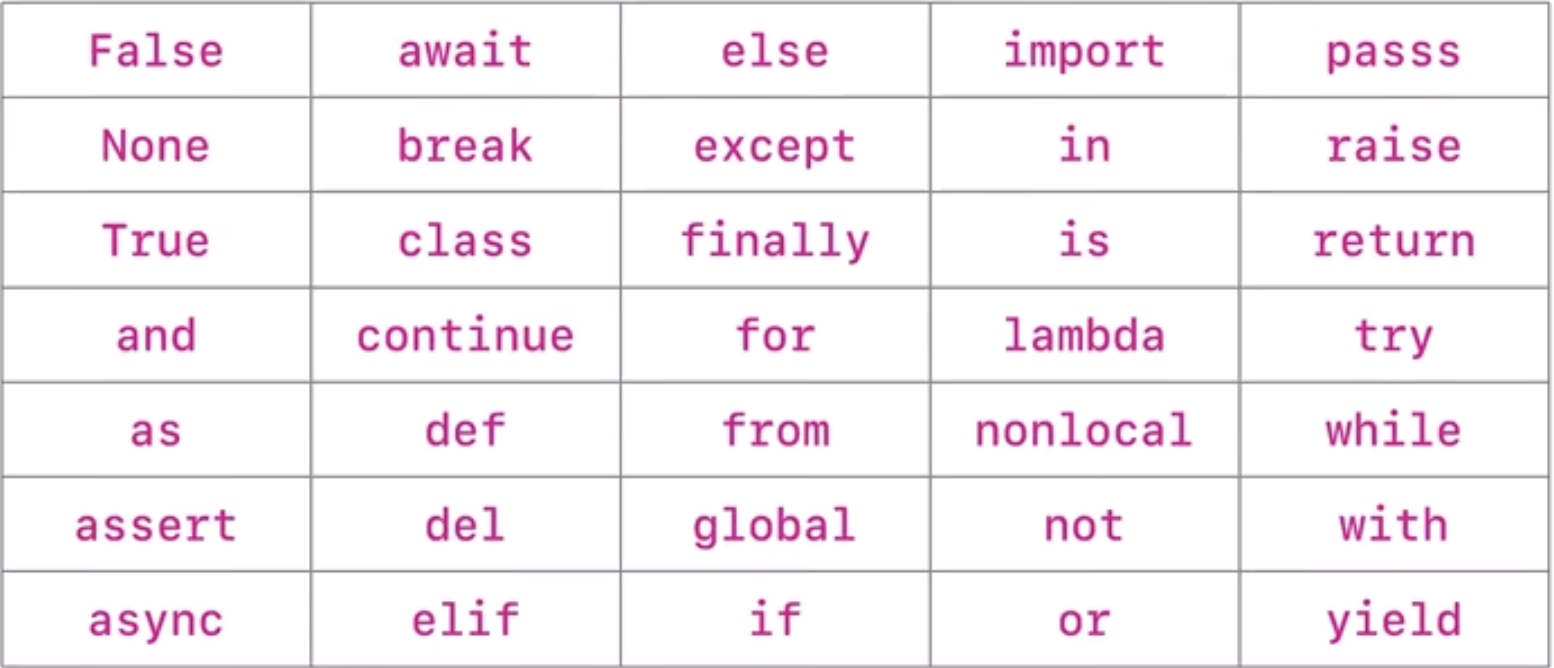 False await else import passs
None break except in raise
True class finally is return
and continue for lambda try
as def from nonlocal while
assert del global not with
async elif if or yield